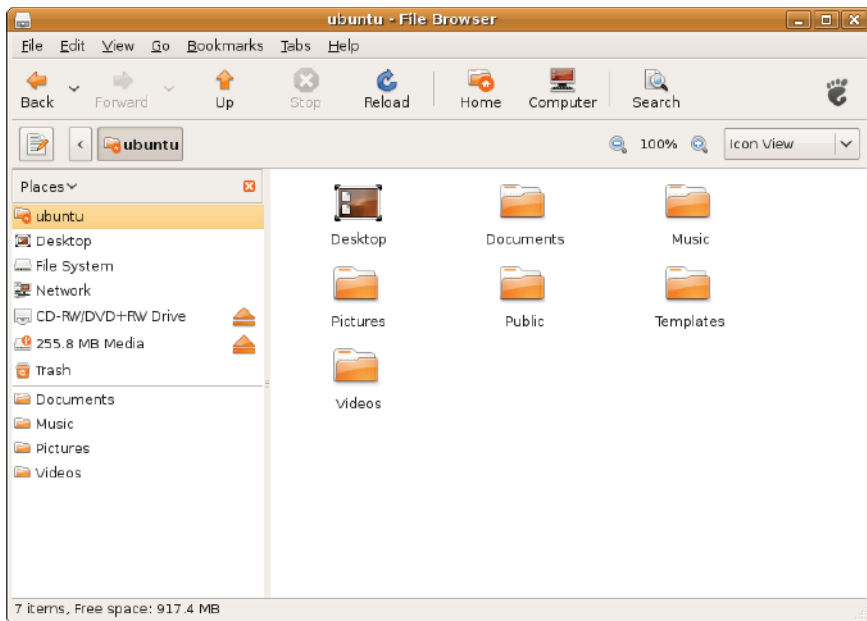 ubuntu - File Browser
File Edit View Go Bookmarks Tabs Help
Back Forward Up Stop Reload Home Computer Search
ubuntu 100% Icon View
Places
ubuntu
Desktop
File System
Network
CD-RW/DVD+RW Drive
255.8 MB Media
Trash
Documents
Music
Pictures
Videos
Desktop Documents Music
Pictures Public Templates
Videos
7 items, Free space: 917.4 MB